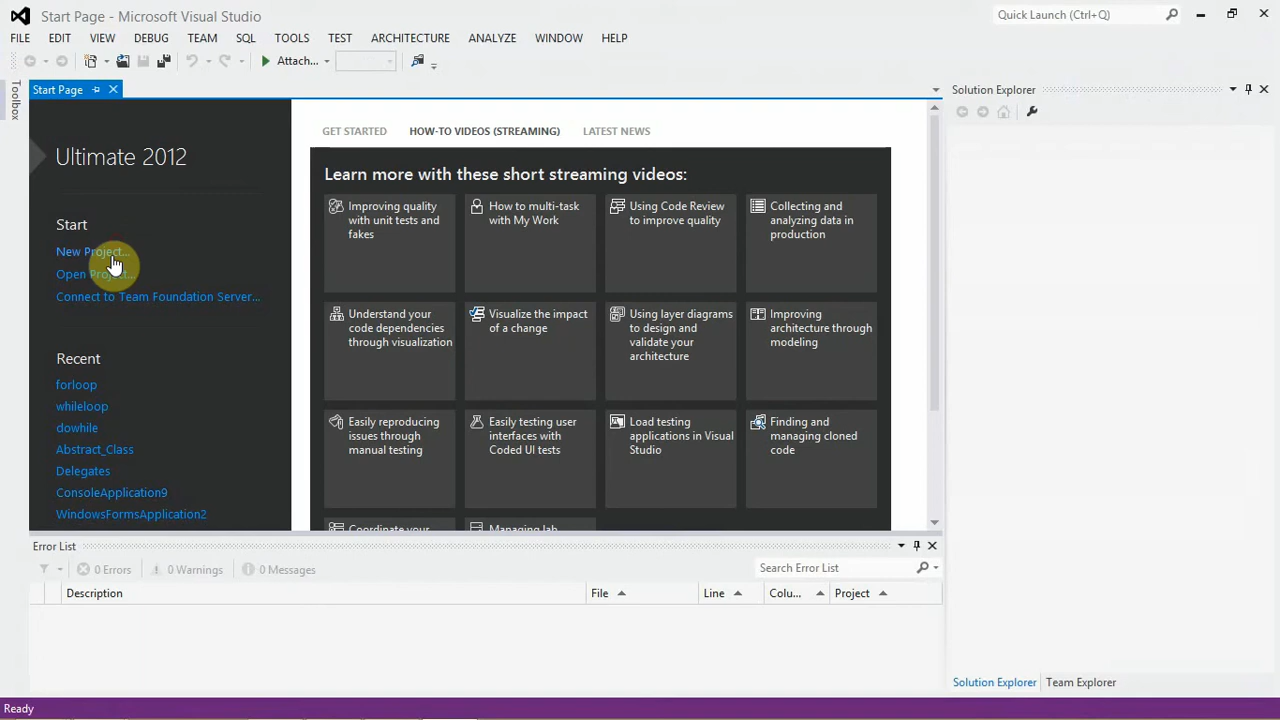 Start Page - Microsoft Visual Studio
Quick Launch (Ctrl+Q)
FILE EDIT VIEW DEBUG TEAM SQL TOOLS TEST ARCHITECTURE ANALYZE WINDOW HELP
Attach...
Toolbox
Start Page
Ultimate 2012
Start
New Project...
Open Project...
Connect to Team Foundation Server...
Recent
forloop
whileloop
dowhile
Abstract_Class
Delegates
ConsoleApplication9
WindowsFormsApplication2
GET STARTED HOW-TO VIDEOS (STREAMING) LATEST NEWS
Learn more with these short streaming videos:
Improving quality
with unit tests and
fakes
How to multi-task
with My Work
Using Code Review
to improve quality
Collecting and
analyzing data in
production
Understand your
code dependencies
through visualization
Visualize the impact
of a change
Using layer diagrams
to design and
validate your
architecture
Improving
architecture through
modeling
Easily reproducing
issues through
manual testing
Easily testing user
interfaces with
Coded UI tests
Load testing
applications in Visual
Studio
Finding and
managing cloned
code
Coordinate your
Managing lab
Solution Explorer
Error List
0 Errors 0 Warnings 0 Messages
Search Error List
Description File Line Colu... Project
Solution Explorer Team Explorer
Ready